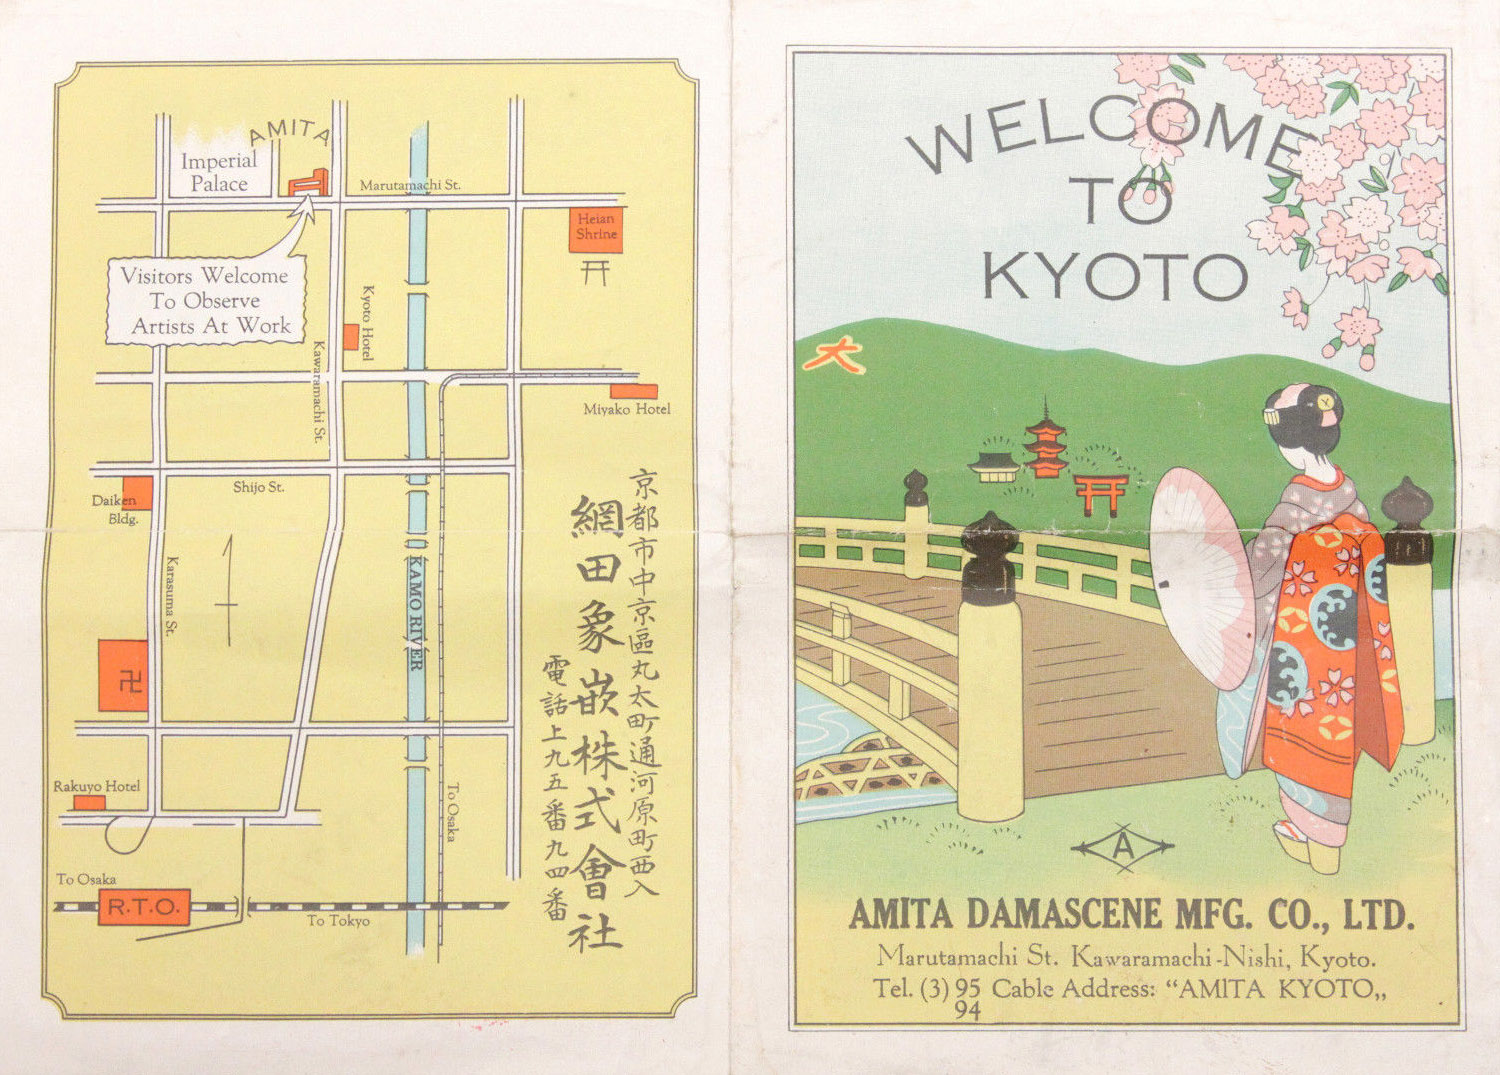 AMITA
Imperial
Palace
Marutamachi St.
Heian
Shrine
Visitors Welcome
To Observe
Artists At Work
Kyoto Hotel
Kawaramachi St.
Miyako Hotel
Shijo St.
Daiken
Bldg.
Karasuma St.
KAMO RIVER
卍
Rakuyo Hotel
To Osaka
To Osaka
R.T.O.
To Tokyo
京都市中京區丸太町通河原町西入
網田象嵌株式會社
電話上九五番九四番
WELCOME
TO
KYOTO
大
A
AMITA DAMASCENE MFG. CO., LTD.
Marutamachi St. Kawaramachi-Nishi, Kyoto.
Tel. (3) 95 Cable Address: “AMITA KYOTO„
94